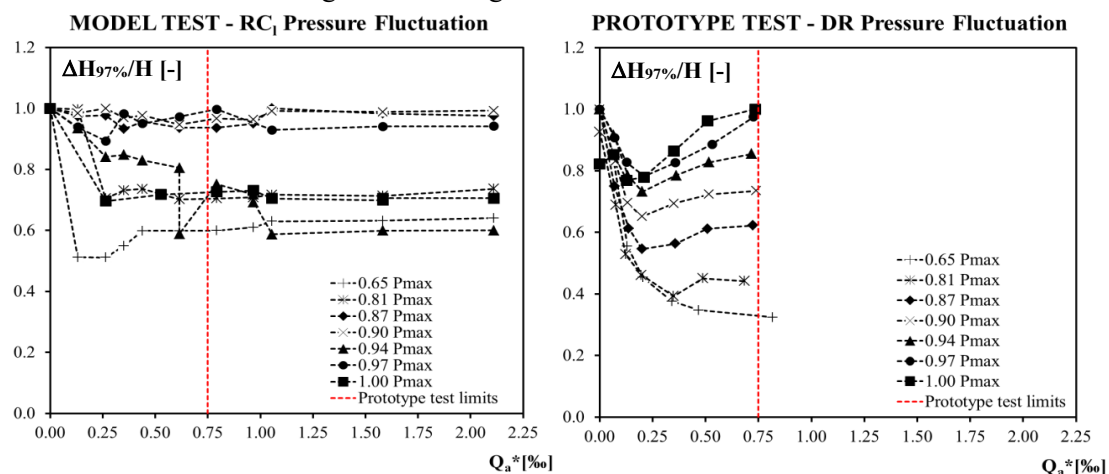 MODEL TEST - RCl Pressure Fluctuation
ΔH97%/H [-]
1.2
1.0
0.8
0.6
0.4
0.2
0.0
0.65 Pmax
0.81 Pmax
0.87 Pmax
0.90 Pmax
0.94 Pmax
0.97 Pmax
1.00 Pmax
Prototype test limits
0.00 0.25 0.50 0.75 1.00 1.25 1.50 1.75 2.00 2.25
Qa*[‰]
PROTOTYPE TEST - DR Pressure Fluctuation
ΔH97%/H [-]
1.2
1.0
0.8
0.6
0.4
0.2
0.0
0.65 Pmax
0.81 Pmax
0.87 Pmax
0.90 Pmax
0.94 Pmax
0.97 Pmax
1.00 Pmax
Prototype test limits
0.00 0.25 0.50 0.75 1.00 1.25 1.50 1.75 2.00 2.25
Qa*[‰]